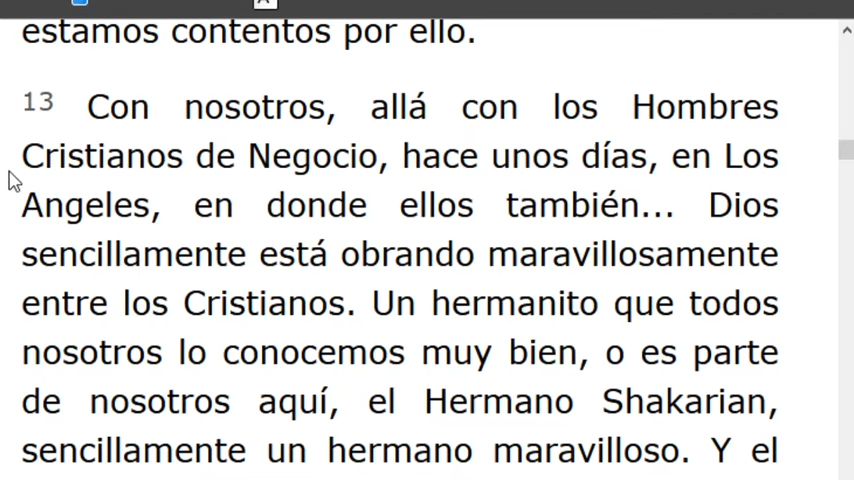 estamos contentos por ello.
13 Con nosotros, allá con los Hombres
Cristianos de Negocio, hace unos días, en Los
Angeles, en donde ellos también... Dios
sencillamente está obrando maravillosamente
entre los Cristianos. Un hermanito que todos
nosotros lo conocemos muy bien, o es parte
de nosotros aquí, el Hermano Shakarian,
sencillamente un hermano maravilloso. Y el